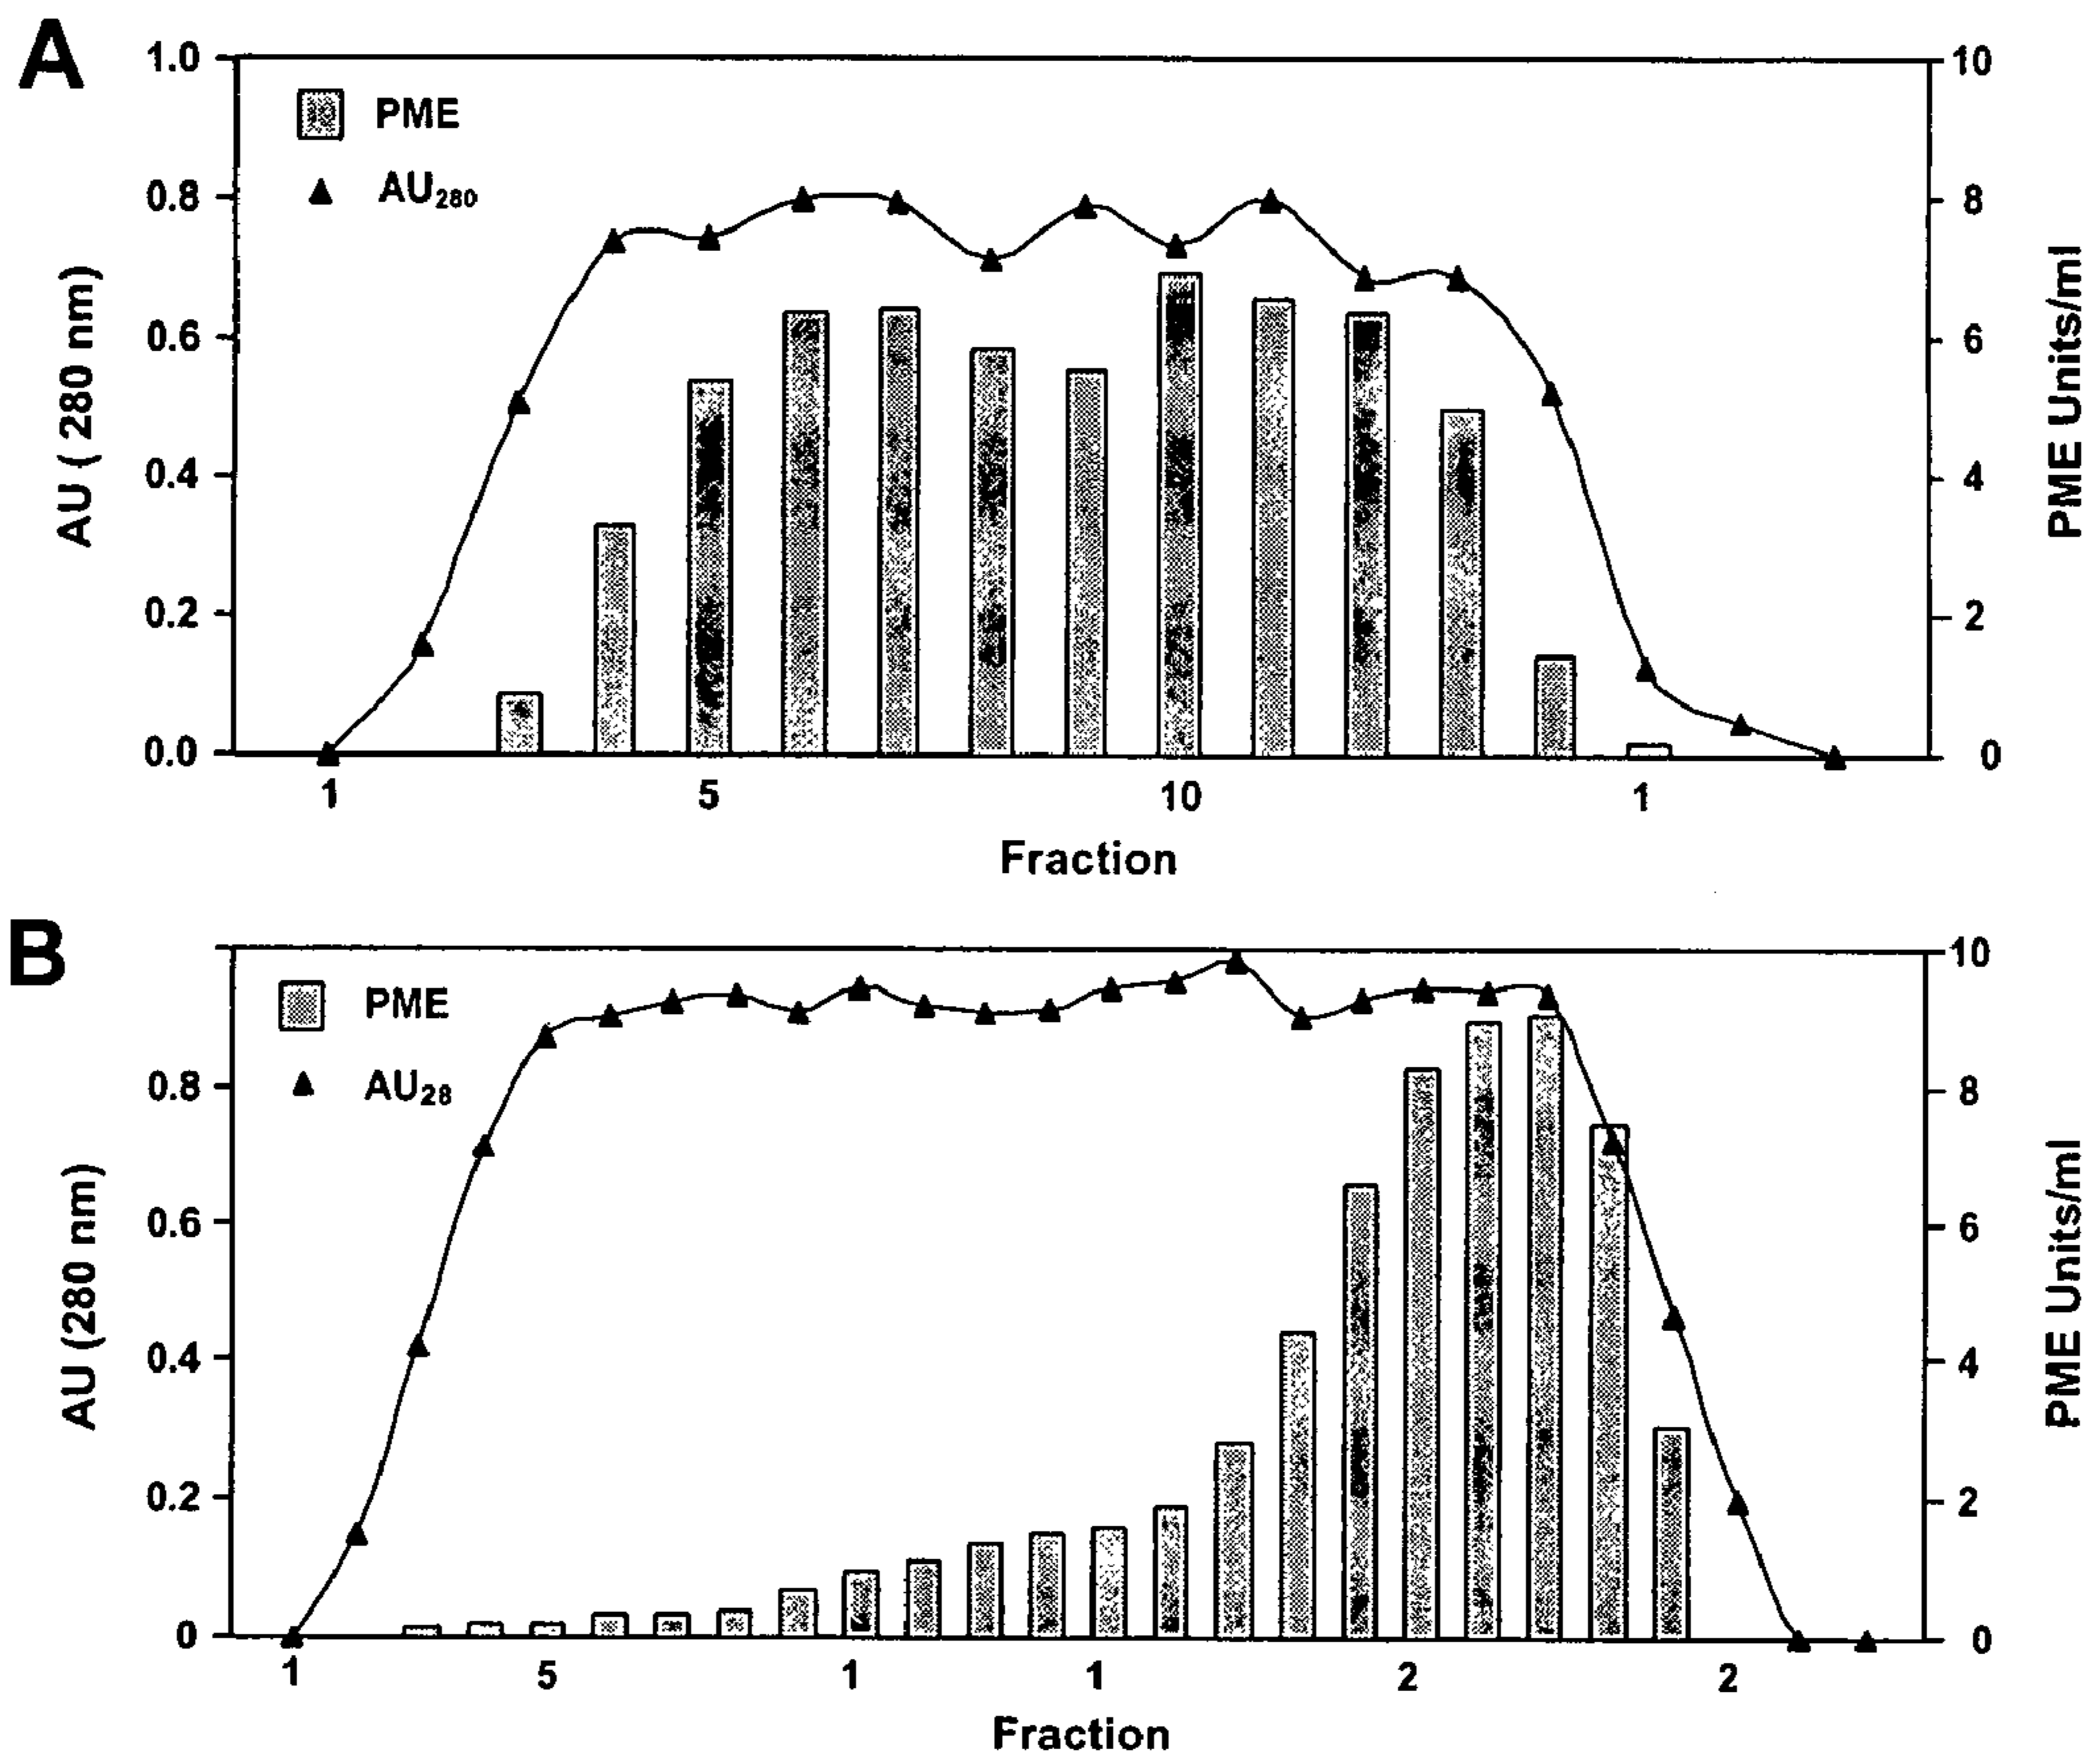 A
1.0
0.8
0.6
0.4
0.2
0.0
AU ( 280 nm)
PME
AU280
10
8
6
4
2
0
PME Units/ml
1 5 10 1
Fraction
B
0.8
0.6
0.4
0.2
0
AU (280 nm)
PME
AU28
10
8
6
4
2
0
PME Units/ml
1 5 1 1 2 2
Fraction